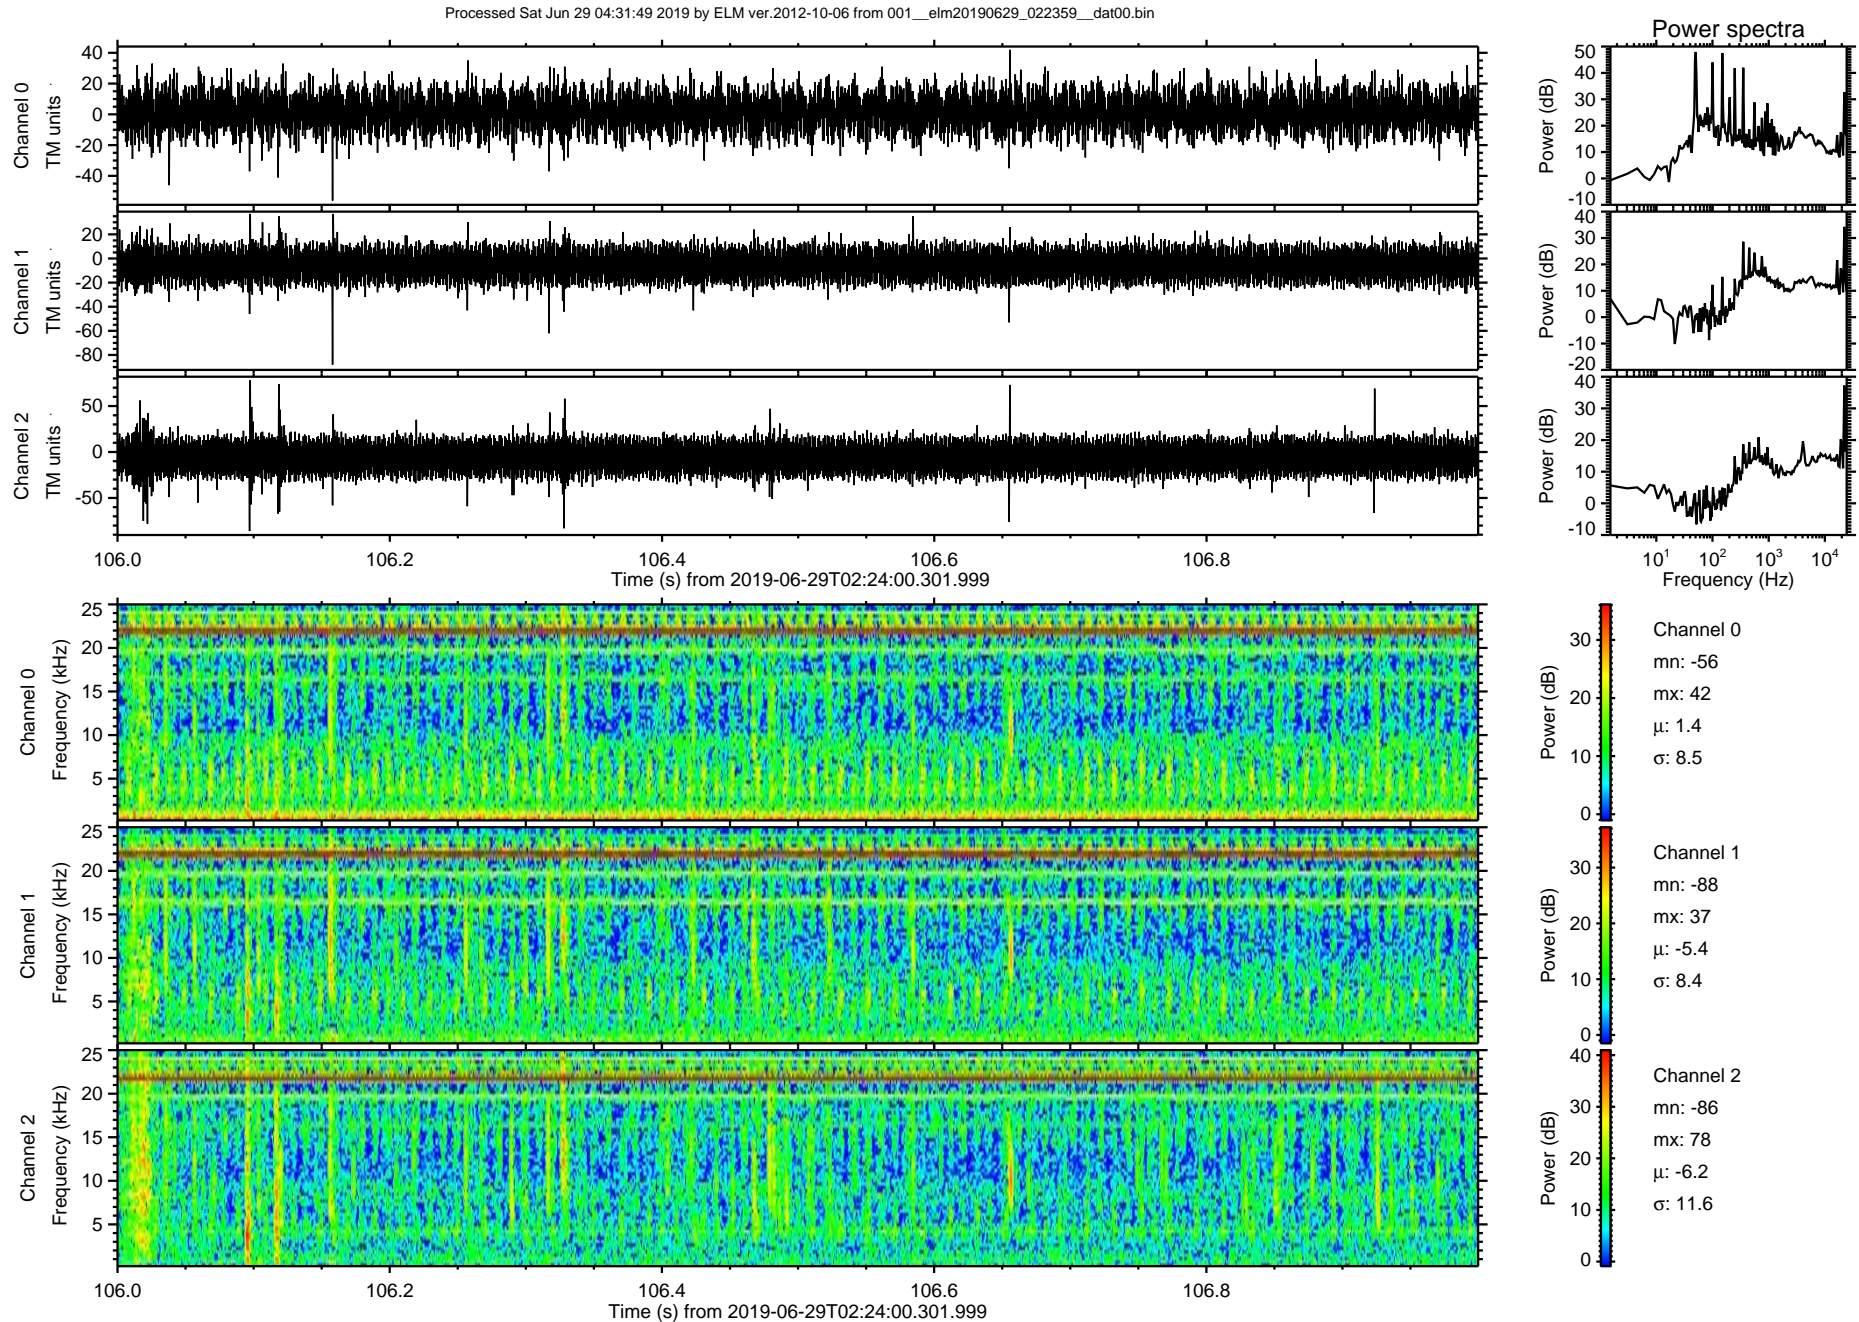 Processed Sat Jun 29 04:31:49 2019 by ELM ver.2012-10-06 from 001__elm20190629_022359__dat00.bin
Power spectra
Channel 0
TM units
40
20
0
-20
-40
Power (dB)
50
40
30
20
10
0
-10
Channel 1
TM units
20
0
-20
-40
-60
-80
Power (dB)
40
30
20
10
0
-10
-20
Channel 2
TM units
50
0
-50
Power (dB)
40
30
20
10
0
-10
106.0 106.2 106.4 106.6 106.8
Time (s) from 2019-06-29T02:24:00.301.999
10^1 10^2 10^3 10^4
Frequency (Hz)
Channel 0
Frequency (kHz)
25
20
15
10
5
Power (dB)
30
20
10
0
Channel 0
mn: -56
mx: 42
μ: 1.4
σ: 8.5
Channel 1
Frequency (kHz)
25
20
15
10
5
Power (dB)
30
20
10
0
Channel 1
mn: -88
mx: 37
μ: -5.4
σ: 8.4
Channel 2
Frequency (kHz)
25
20
15
10
5
Power (dB)
40
30
20
10
0
Channel 2
mn: -86
mx: 78
μ: -6.2
σ: 11.6
106.0 106.2 106.4 106.6 106.8
Time (s) from 2019-06-29T02:24:00.301.999